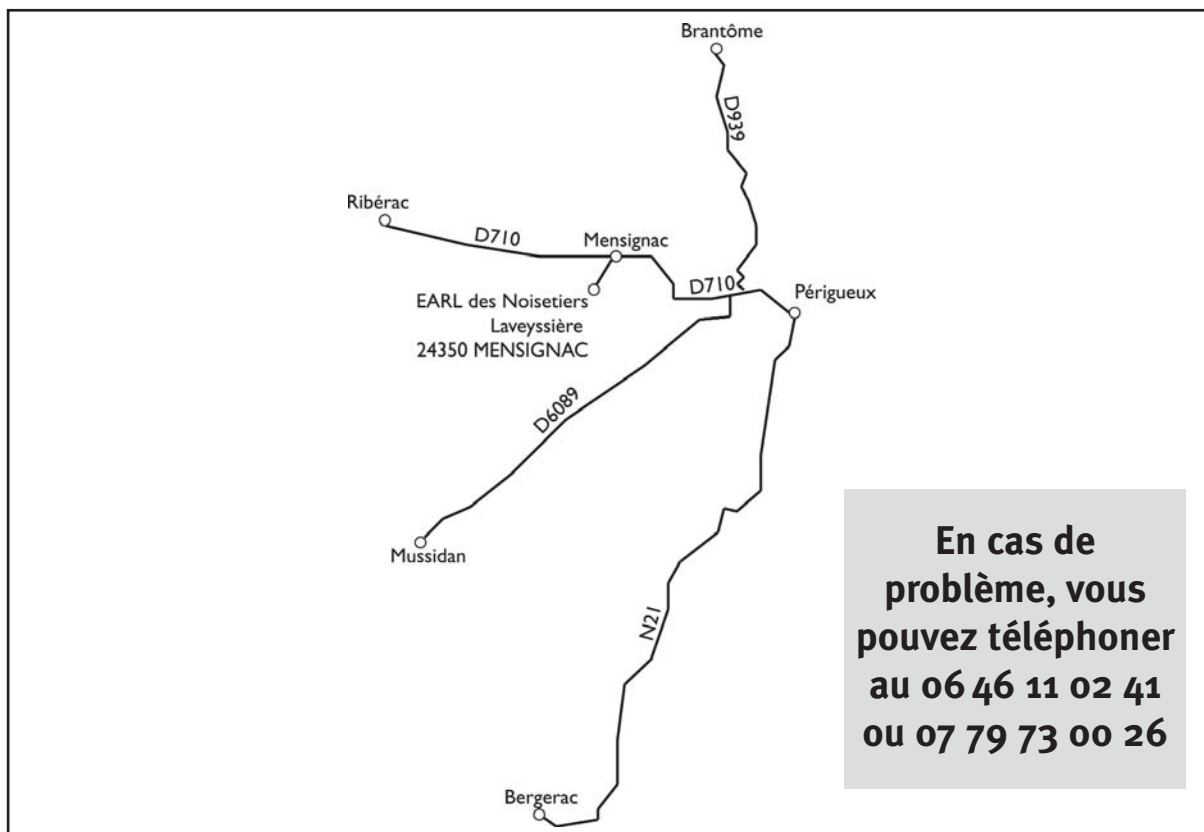 Brantôme
D939
Ribérac
D710
Mensignac
D710
Périgueux
EARL des Noisetiers
Laveyssière
24350 MENSIGNAC
D6089
Mussidan
N21
Bergerac
En cas de
problème, vous
pouvez téléphoner
au 06 46 11 02 41
ou 07 79 73 00 26